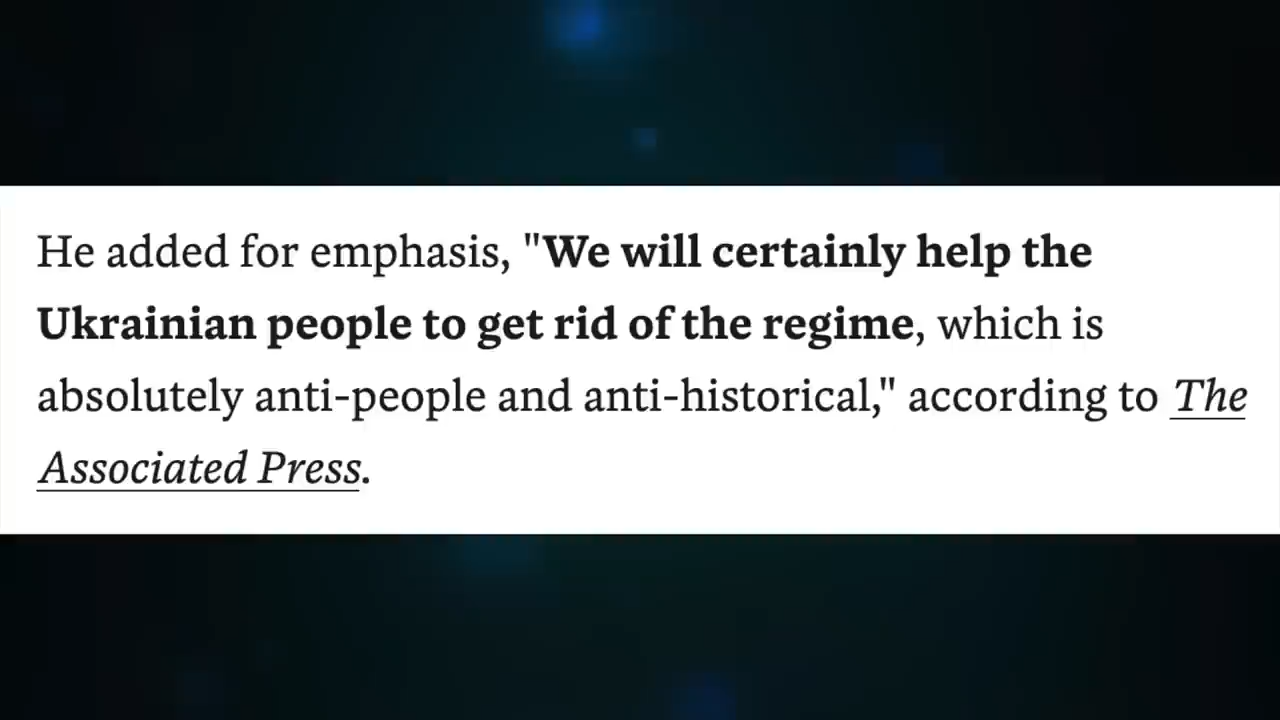 He added for emphasis, "We will certainly help the
Ukrainian people to get rid of the regime, which is
absolutely anti-people and anti-historical," according to The
Associated Press.